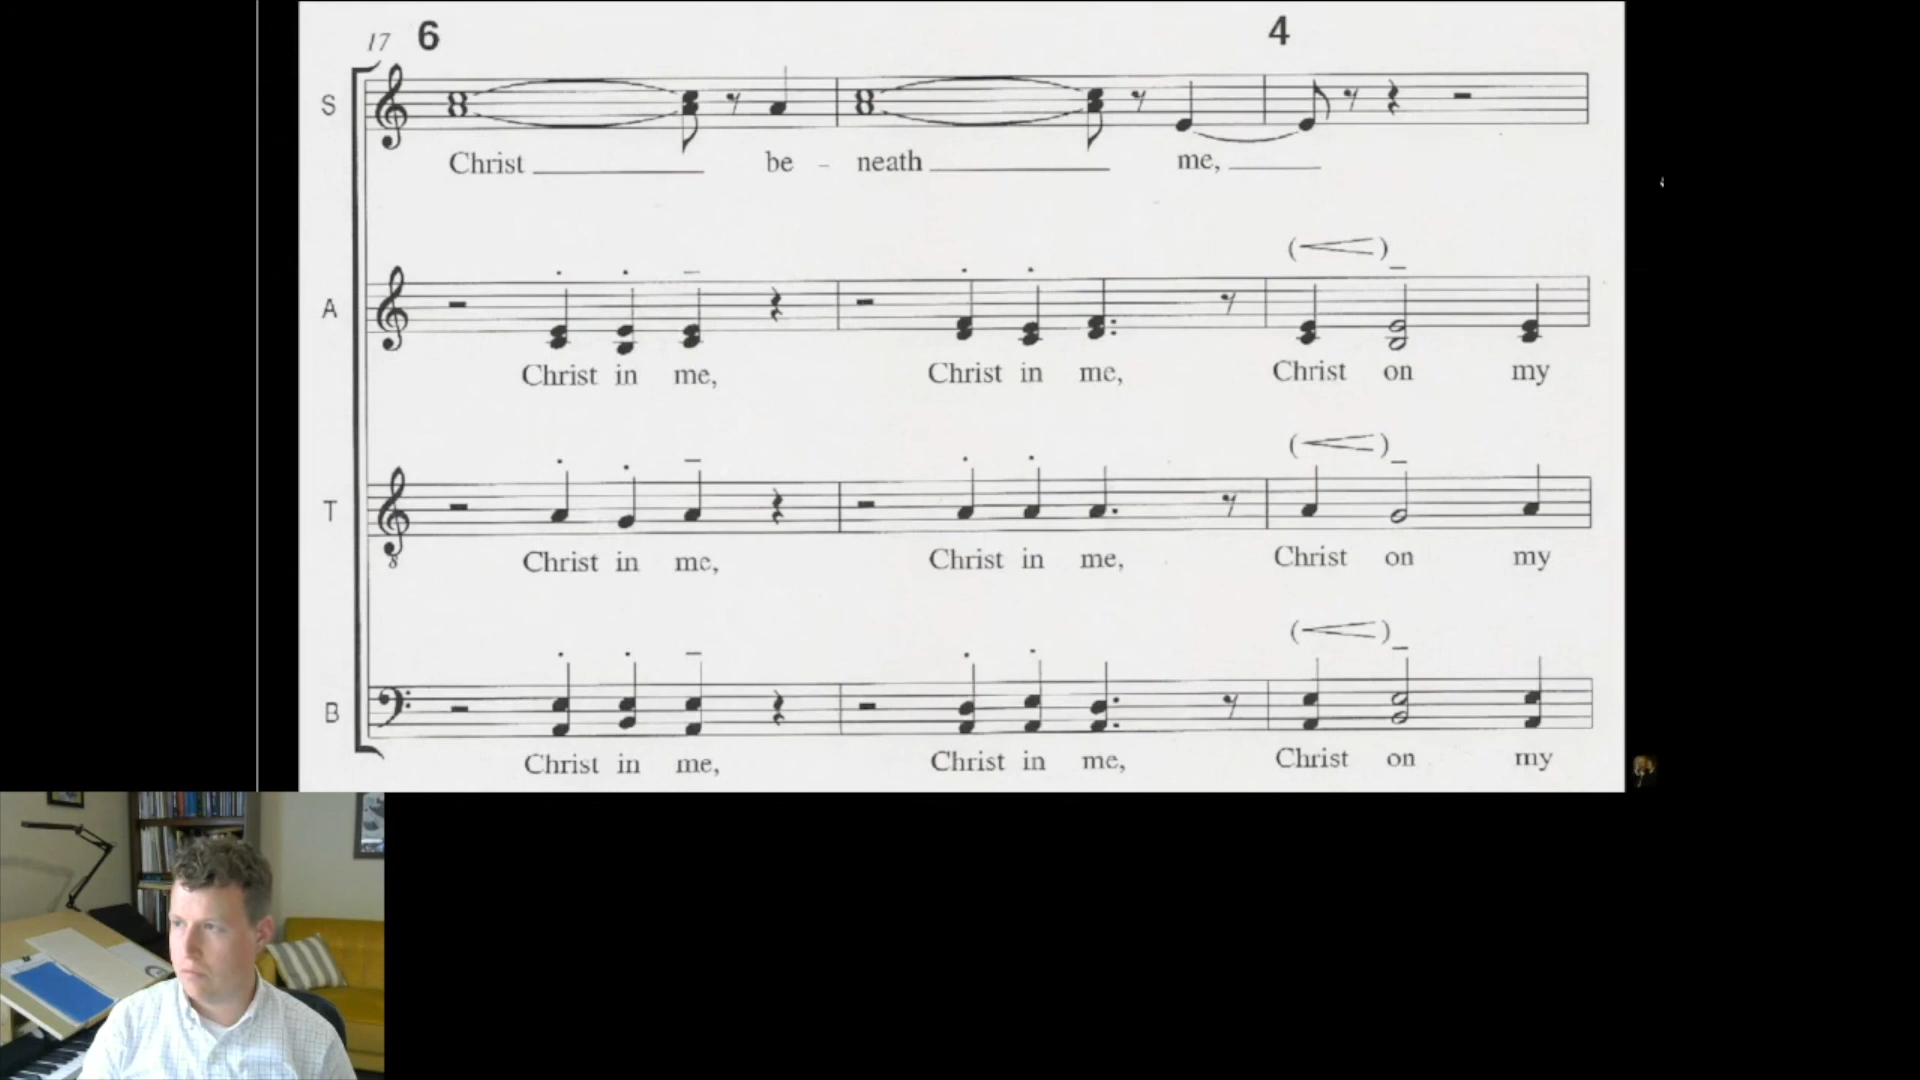 17 6 4
S
Christ be - neath me,
A
Christ in me, Christ in me, Christ on my
T
8
Christ in me, Christ in me, Christ on my
B
Christ in me, Christ in me, Christ on my